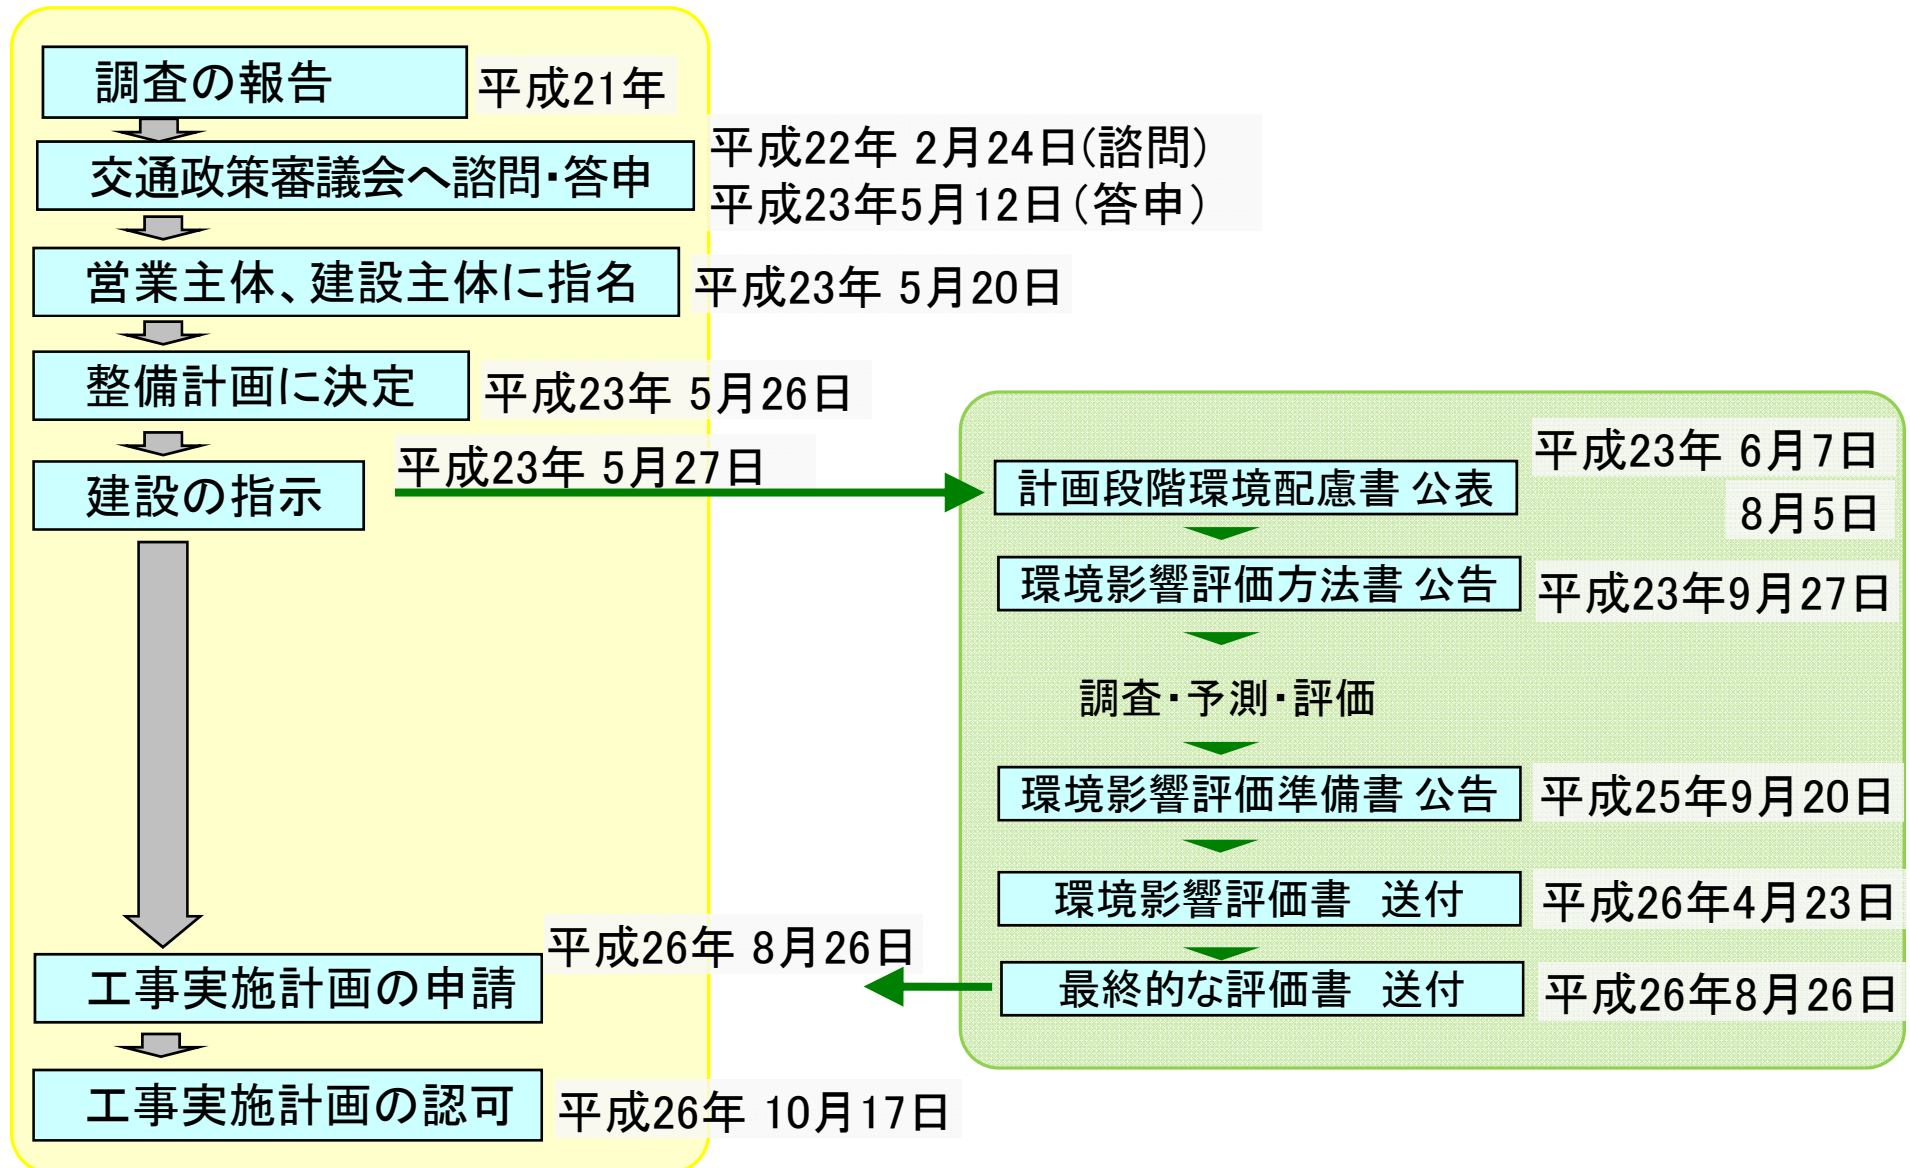 調査の報告
平成21年
交通政策審議会へ諮問・答申
平成22年 2月24日(諮問)
平成23年5月12日(答申)
営業主体、建設主体に指名
平成23年 5月20日
整備計画に決定
平成23年 5月26日
建設の指示
平成23年 5月27日
工事実施計画の申請
平成26年 8月26日
工事実施計画の認可
平成26年 10月17日
計画段階環境配慮書 公表
平成23年 6月7日
8月5日
環境影響評価方法書 公告
平成23年9月27日
調査・予測・評価
環境影響評価準備書 公告
平成25年9月20日
環境影響評価書 送付
平成26年4月23日
最終的な評価書 送付
平成26年8月26日